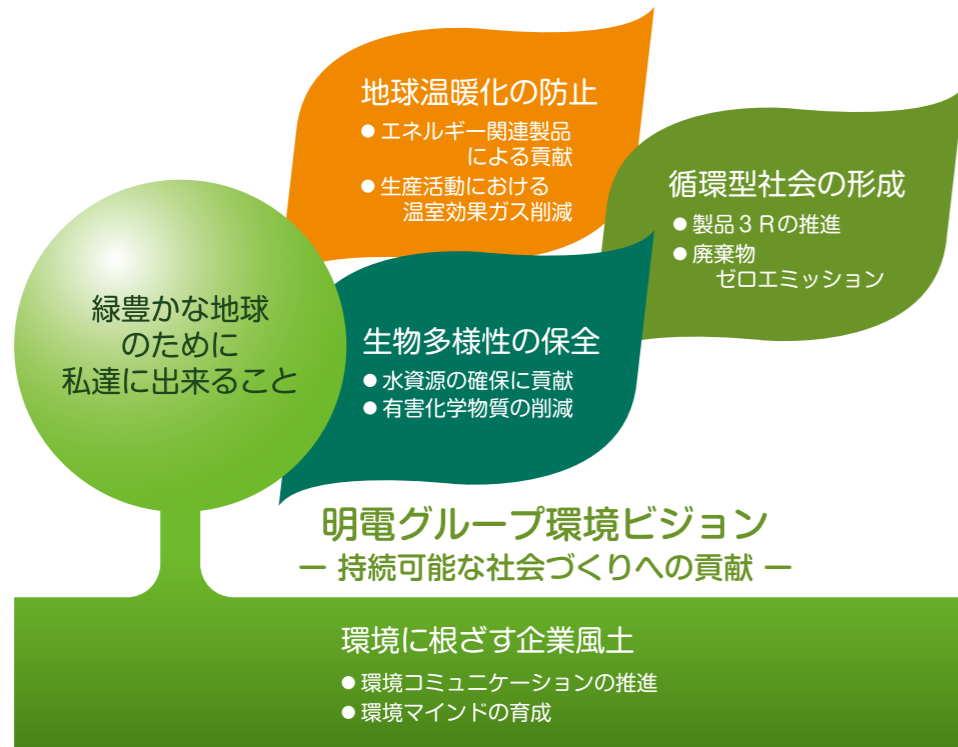 地球温暖化の防止
● エネルギー関連製品
による貢献
● 生産活動における
温室効果ガス削減
循環型社会の形成
● 製品3Rの推進
● 廃棄物
ゼロエミッション
緑豊かな地球
のために
私達に出来ること
生物多様性の保全
● 水資源の確保に貢献
● 有害化学物質の削減
明電グループ環境ビジョン
ー 持続可能な社会づくりへの貢献 ー
環境に根ざす企業風土
● 環境コミュニケーションの推進
● 環境マインドの育成